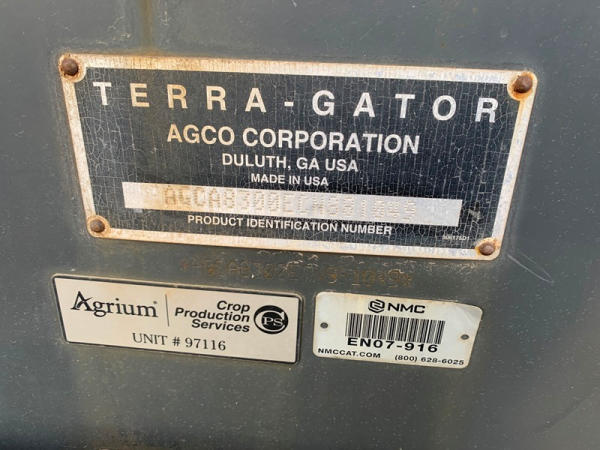 TERRA-GATOR
AGCO CORPORATION
DULUTH, GA USA
MADE IN USA
PRODUCT IDENTIFICATION NUMBER
Agrium
Crop
Production
Services
CPS
UNIT # 97116
NMC
EN07-916
NMCCAT.COM (800) 628-6025